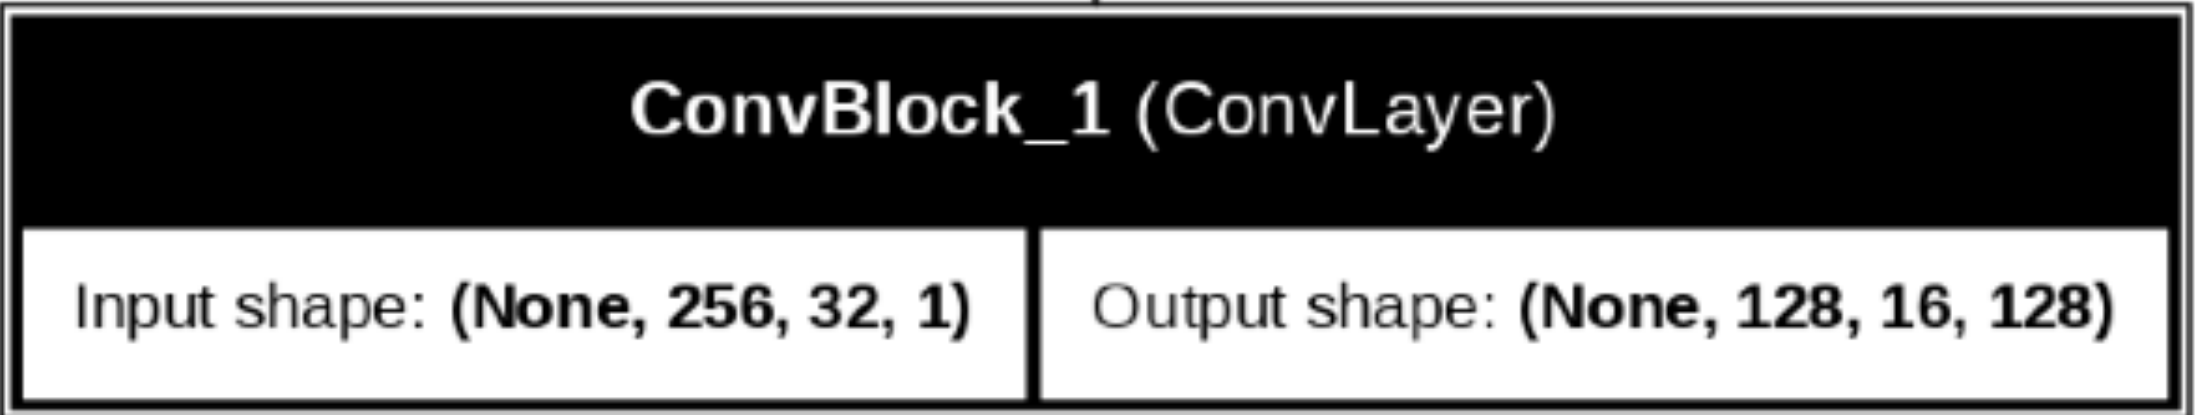 ConvBlock_1 (ConvLayer)
Input shape: (None, 256, 32, 1)
Output shape: (None, 128, 16, 128)